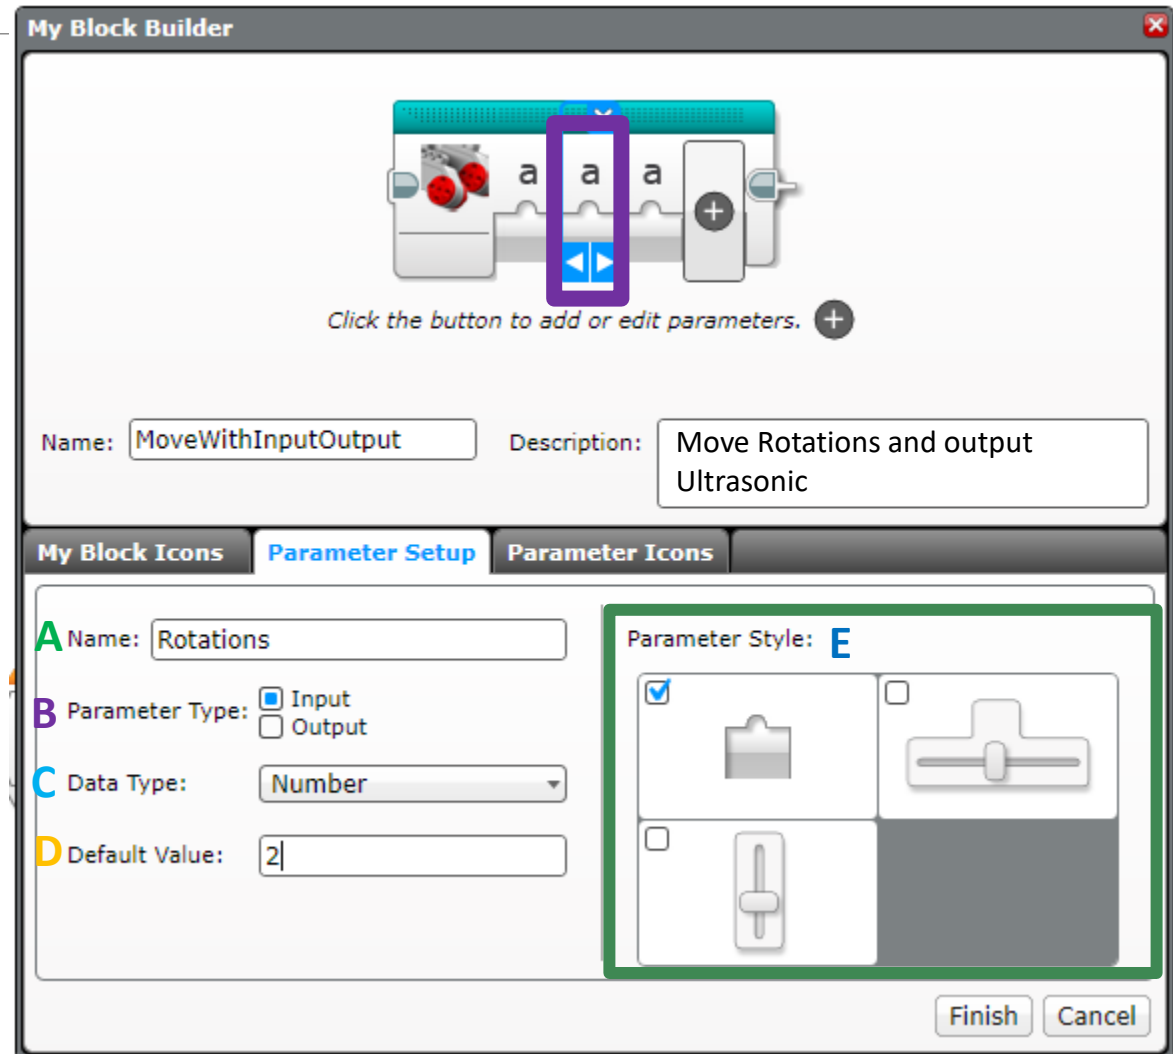 My Block Builder
a a a
Click the button to add or edit parameters.
Name: MoveWithInputOutput Description: Move Rotations and output
Ultrasonic
My Block Icons Parameter Setup Parameter Icons
A Name: Rotations Parameter Style: E
B Parameter Type: Input
Output
C Data Type: Number
D Default Value: 2
Finish Cancel